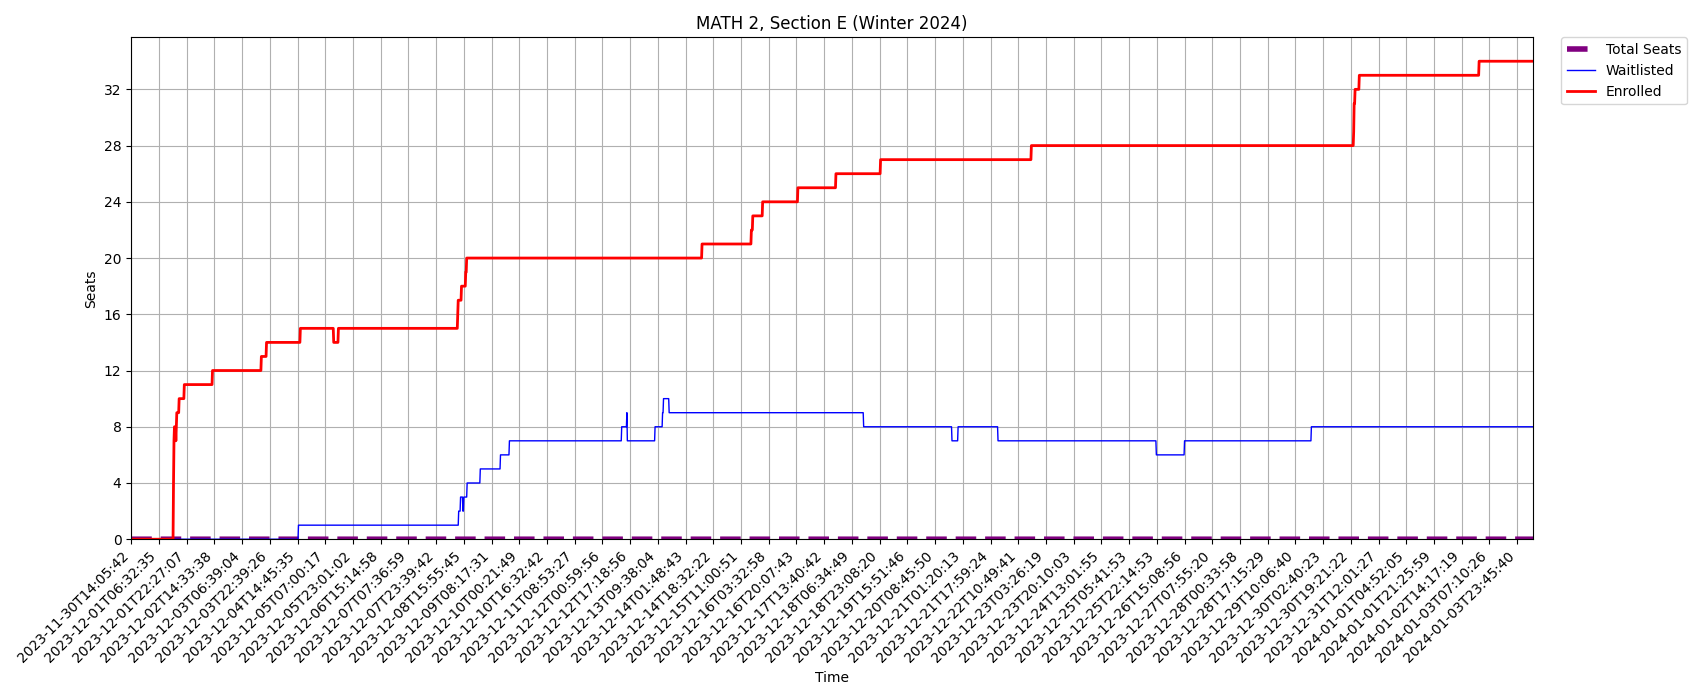 MATH 2, Section E (Winter 2024)
Total Seats
Waitlisted
Enrolled
Seats
32
28
24
20
16
12
8
4
0
2023-11-30T14:05:42
2023-12-01T06:32:35
2023-12-01T22:27:07
2023-12-02T14:33:38
2023-12-03T06:39:04
2023-12-03T22:39:26
2023-12-04T14:45:35
2023-12-05T07:00:17
2023-12-05T23:01:02
2023-12-06T15:14:58
2023-12-07T07:36:59
2023-12-07T23:39:42
2023-12-08T15:55:45
2023-12-09T08:17:31
2023-12-10T00:21:49
2023-12-10T16:32:42
2023-12-11T08:53:27
2023-12-12T00:59:56
2023-12-12T17:18:56
2023-12-13T09:38:04
2023-12-14T01:48:43
2023-12-14T18:32:22
2023-12-15T11:00:51
2023-12-16T03:32:58
2023-12-16T20:07:43
2023-12-17T13:40:42
2023-12-18T06:34:49
2023-12-18T23:08:20
2023-12-19T15:51:46
2023-12-20T08:45:50
2023-12-21T01:20:13
2023-12-21T17:59:24
2023-12-22T10:49:41
2023-12-23T03:26:19
2023-12-23T20:10:03
2023-12-24T13:01:55
2023-12-25T05:41:53
2023-12-25T22:14:53
2023-12-26T15:08:56
2023-12-27T07:55:20
2023-12-28T00:33:58
2023-12-28T17:15:29
2023-12-29T10:06:40
2023-12-30T02:40:23
2023-12-30T19:21:22
2023-12-31T12:01:27
2024-01-01T04:52:05
2024-01-01T21:25:59
2024-01-02T14:17:19
2024-01-03T07:10:26
2024-01-03T23:45:40
Time